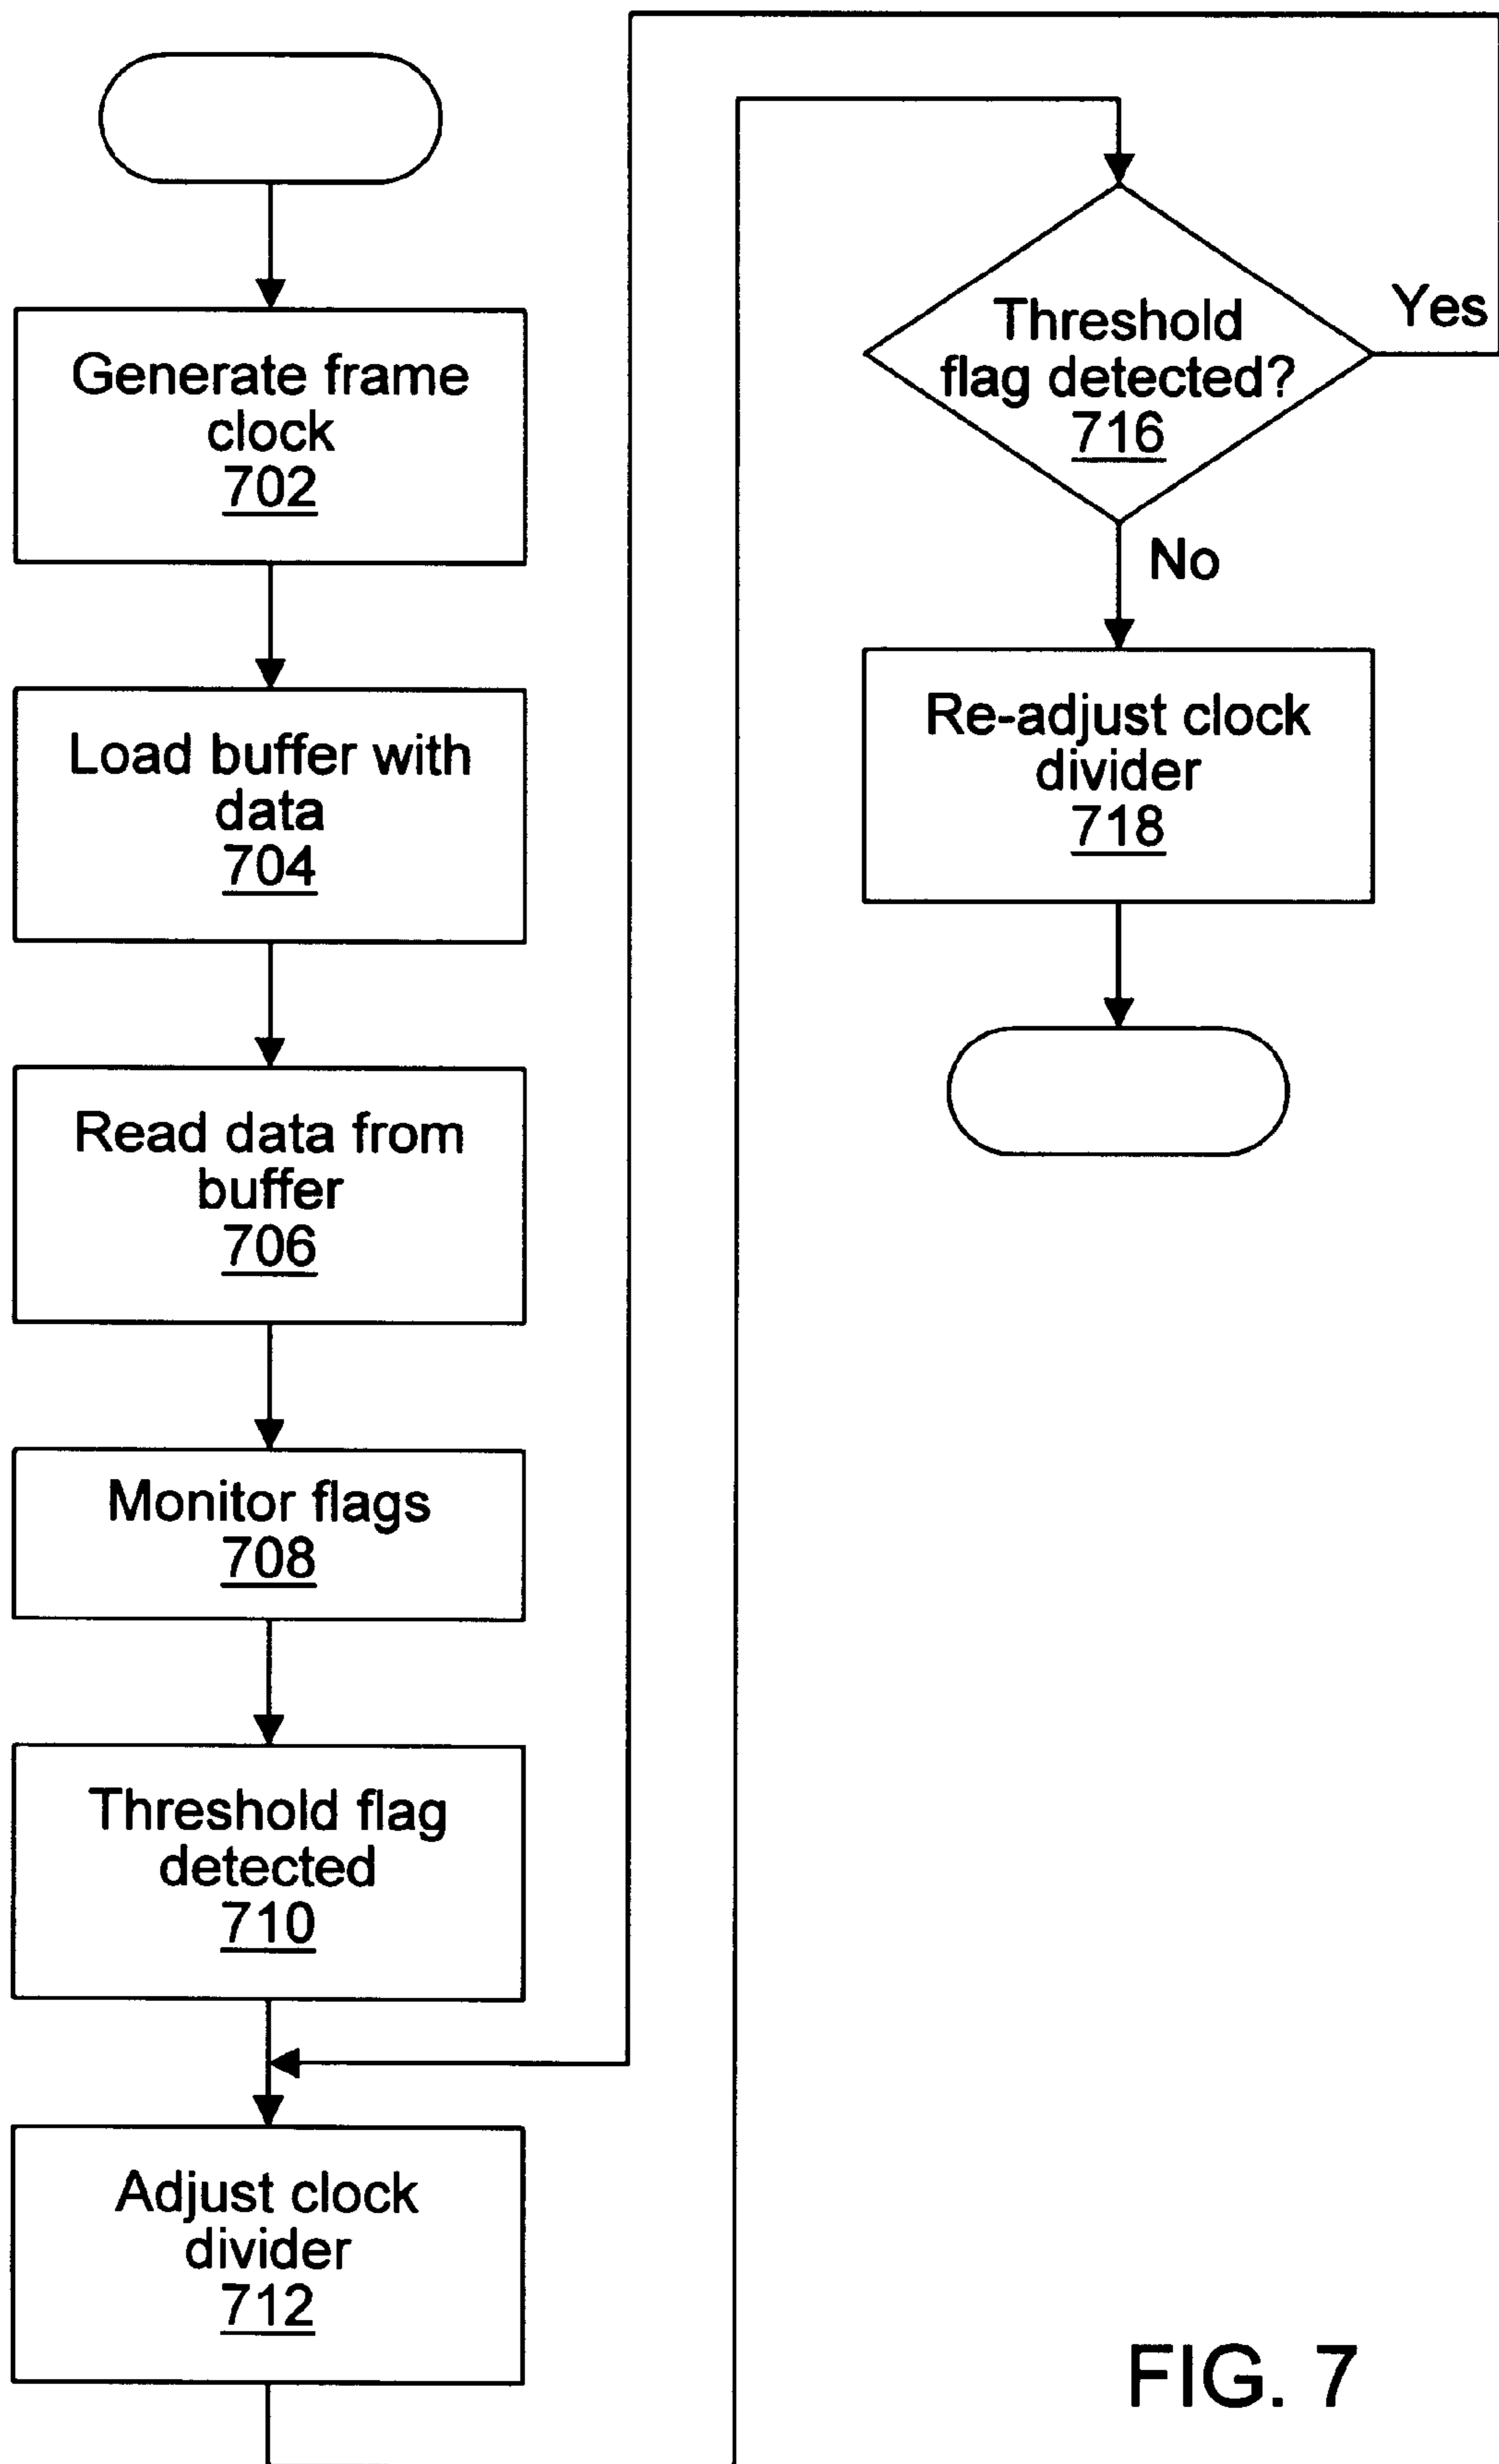 Generate frame
clock
702
Load buffer with
data
704
Read data from
buffer
706
Monitor flags
708
Threshold flag
detected
710
Adjust clock
divider
712
Threshold
flag detected?
716
Yes
No
Re-adjust clock
divider
718
FIG. 7